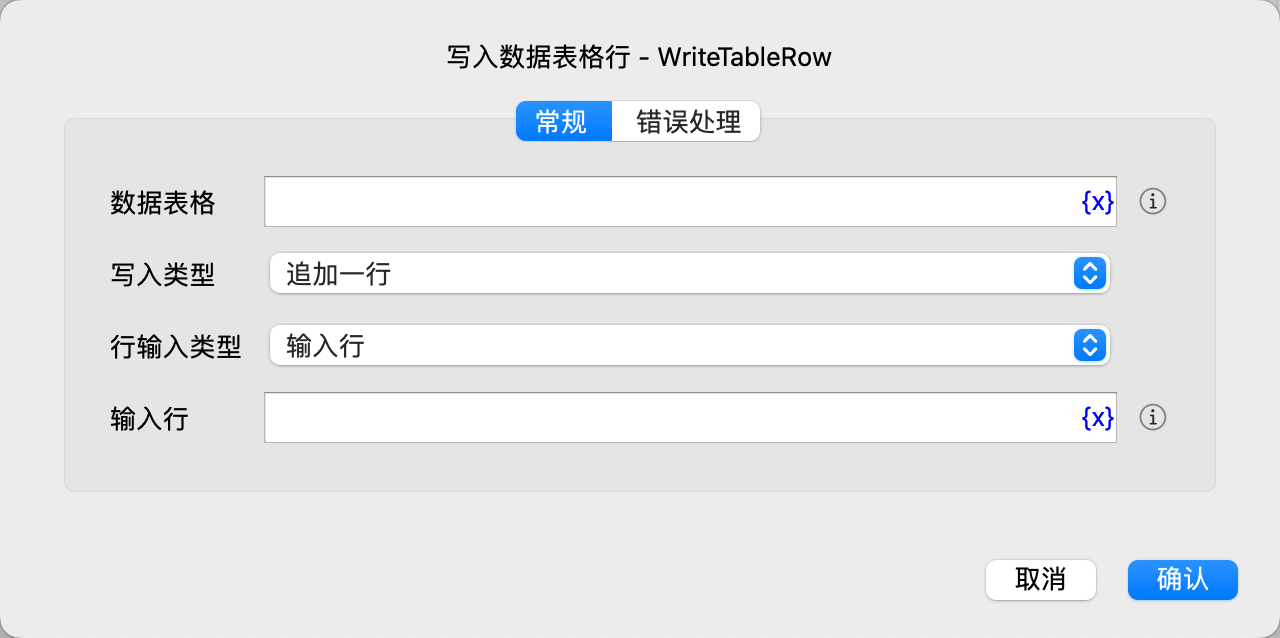 写入数据表格行 - WriteTableRow
常规 错误处理
数据表格 {x}
写入类型 追加一行
行输入类型 输入行
输入行 {x}
取消 确认